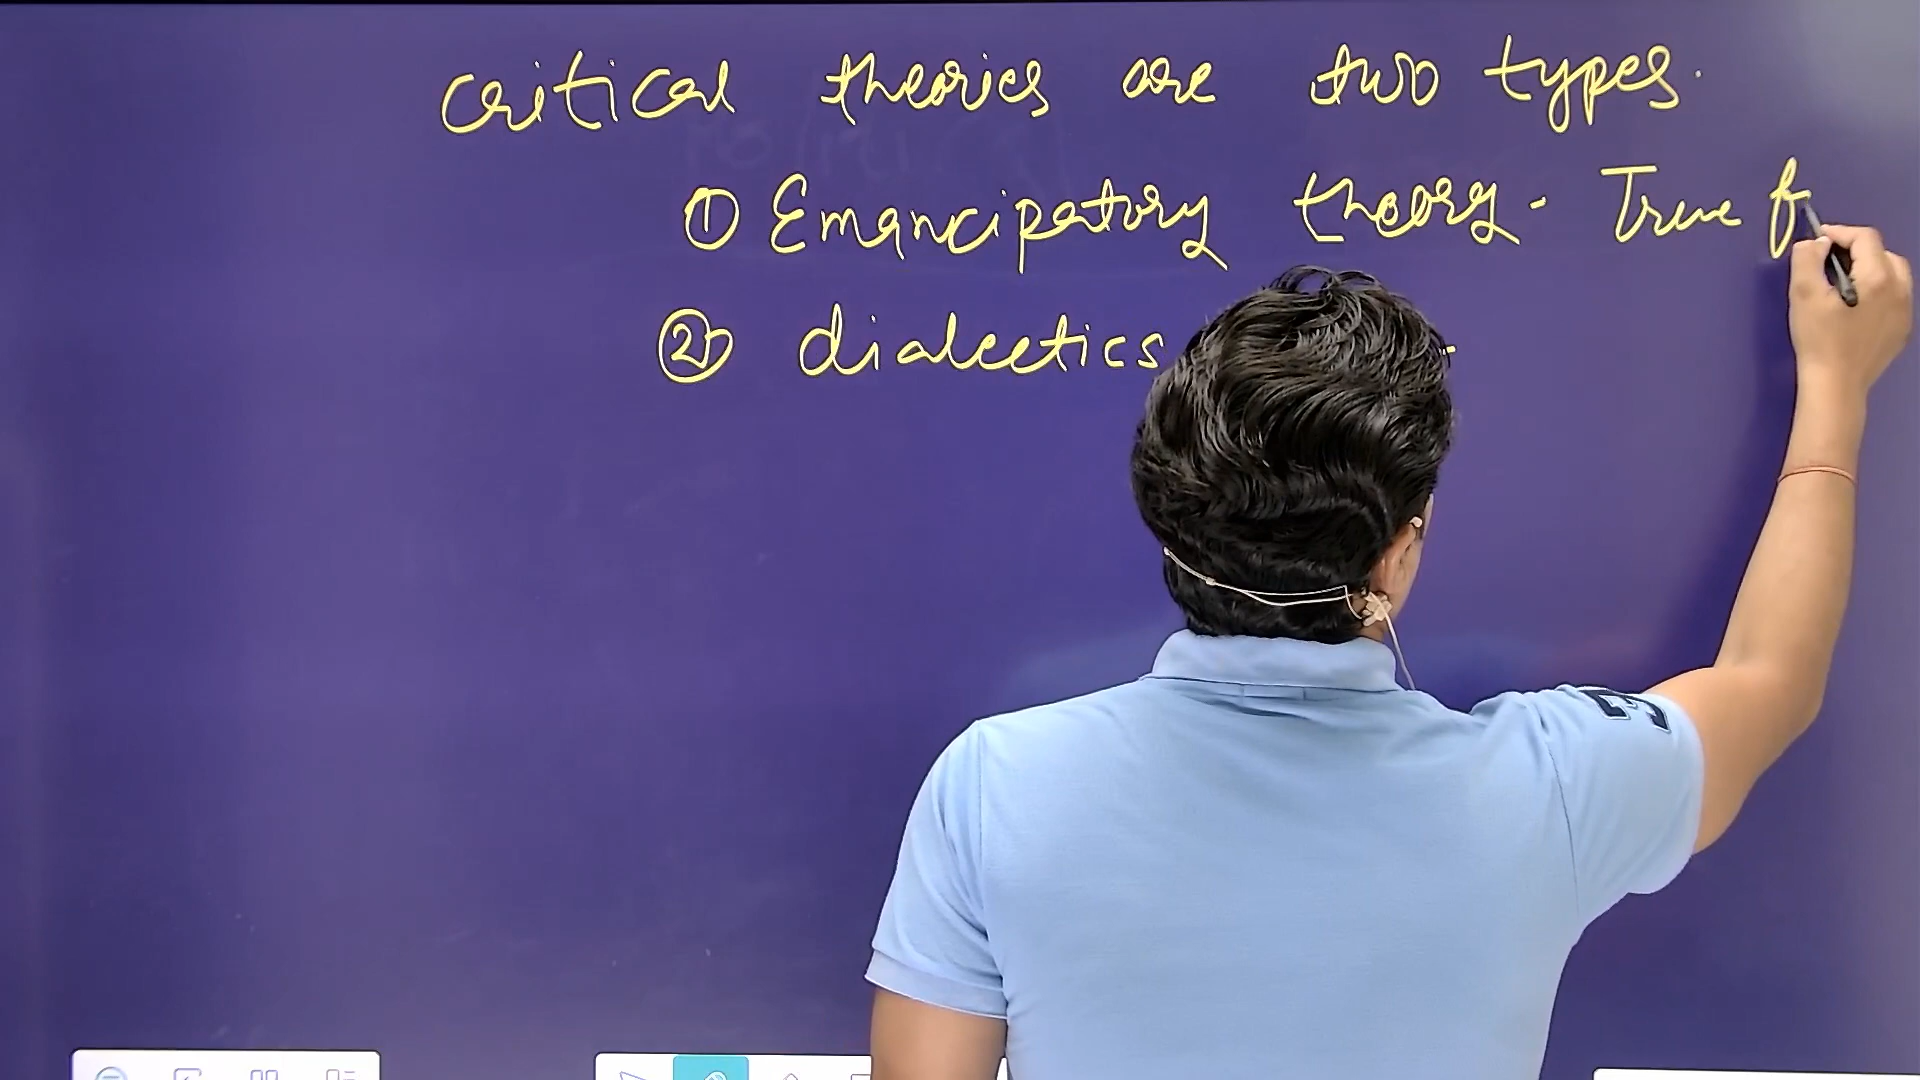 critical theories are two types.
① Emancipatory theory - True f
② dialectics -